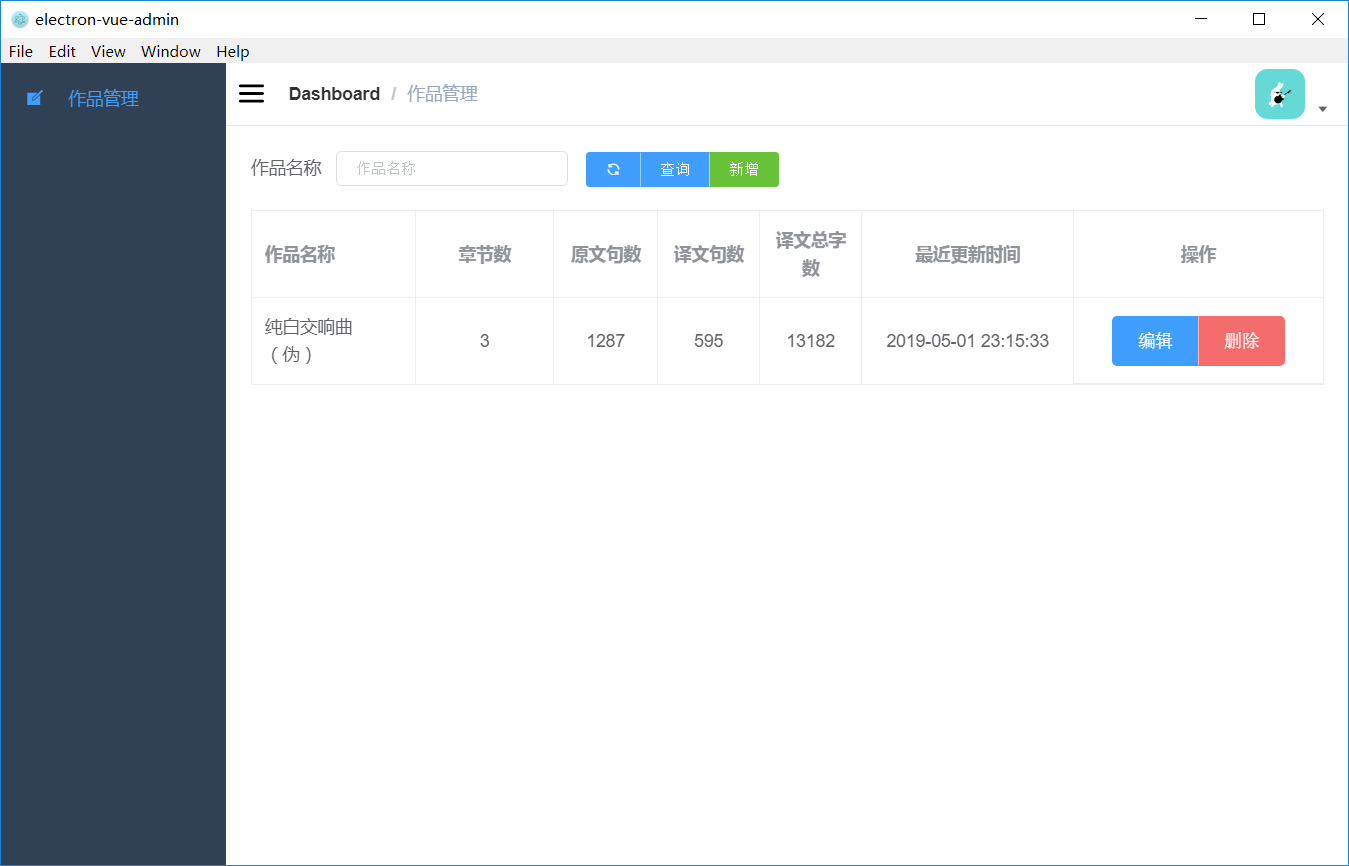 electron-vue-admin
File Edit View Window Help
作品管理
Dashboard / 作品管理
作品名称 作品名称 查询 新增
作品名称 章节数 原文句数 译文句数 译文总字数 最近更新时间 操作
纯白交响曲
（伪） 3 1287 595 13182 2019-05-01 23:15:33 编辑 删除